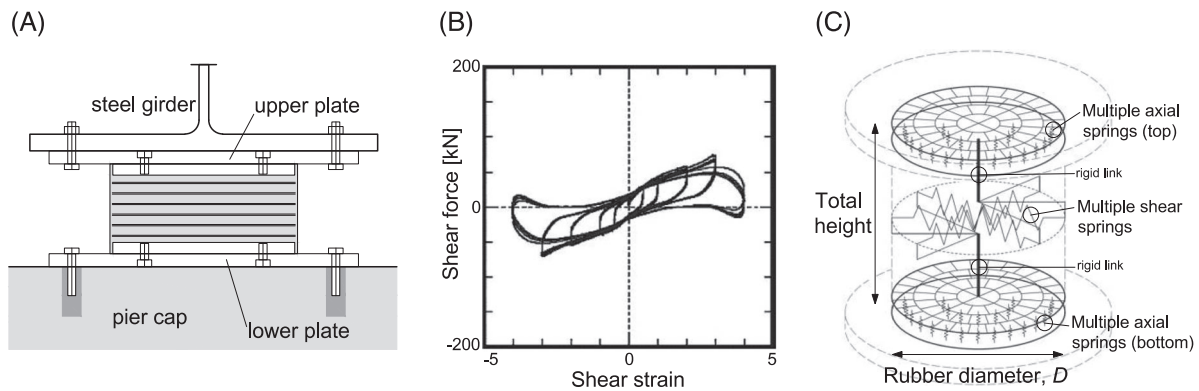 (A)
steel girder
upper plate
pier cap
lower plate
(B)
Shear force [kN]
200
100
0
-100
-200
-5
0
5
Shear strain
(C)
Multiple axial
springs (top)
rigid link
Total
height
Multiple shear
springs
rigid link
Multiple axial
springs (bottom)
Rubber diameter, D